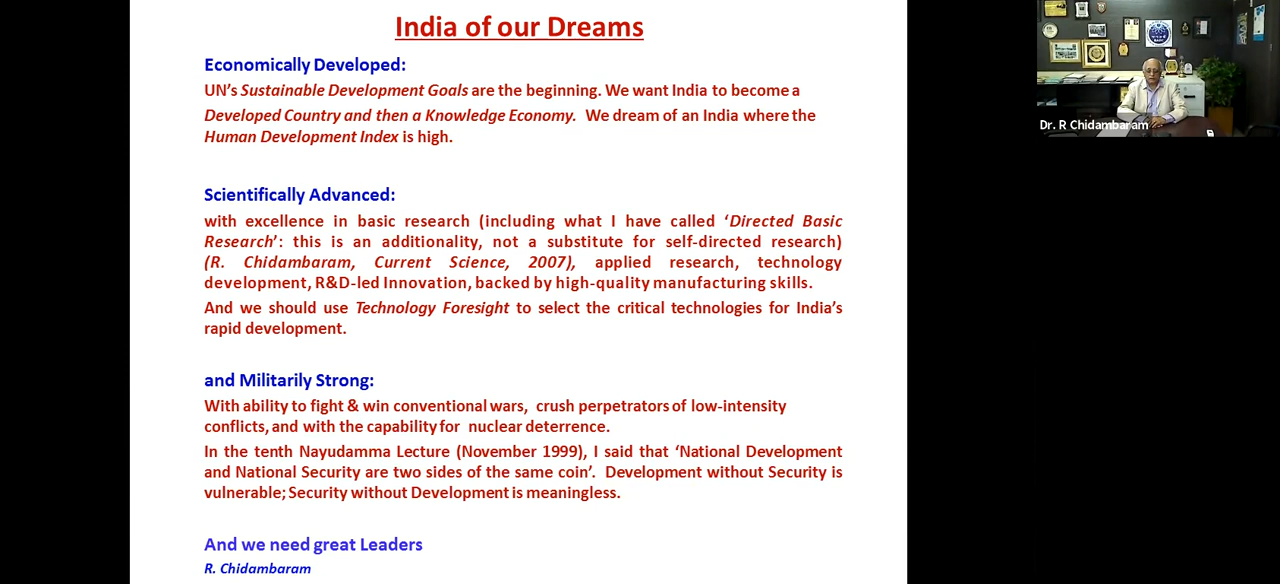 India of our Dreams
Economically Developed:
UN's Sustainable Development Goals are the beginning. We want India to become a
Developed Country and then a Knowledge Economy. We dream of an India where the
Human Development Index is high.
Scientifically Advanced:
with excellence in basic research (including what I have called 'Directed Basic
Research': this is an additionality, not a substitute for self-directed research)
(R. Chidambaram, Current Science, 2007), applied research, technology
development, R&D-led Innovation, backed by high-quality manufacturing skills.
And we should use Technology Foresight to select the critical technologies for India's
rapid development.
and Militarily Strong:
With ability to fight & win conventional wars, crush perpetrators of low-intensity
conflicts, and with the capability for nuclear deterrence.
In the tenth Nayudamma Lecture (November 1999), I said that 'National Development
and National Security are two sides of the same coin'. Development without Security is
vulnerable; Security without Development is meaningless.
And we need great Leaders
R. Chidambaram
Dr. R Chidambaram